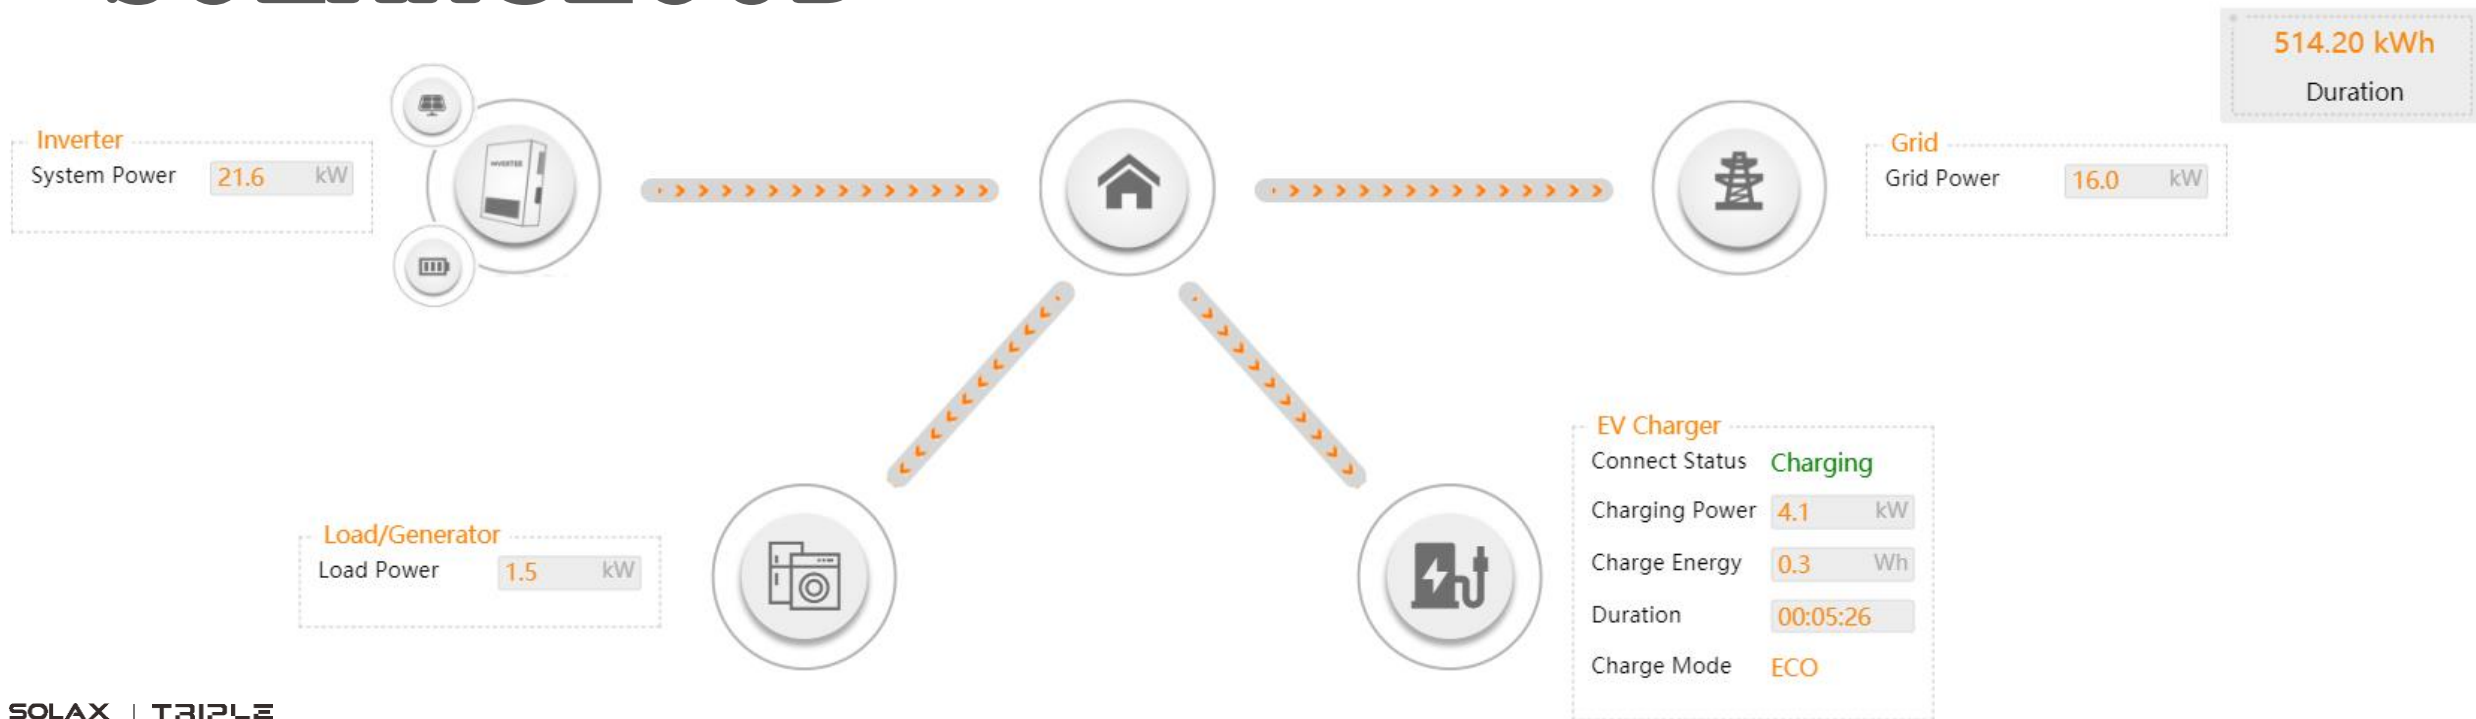 SOLAXCLOUD
514.20 kWh
Duration
Inverter
System Power 21.6 kW
INVERTER
Grid
Grid Power 16.0 kW
Load/Generator
Load Power 1.5 kW
EV Charger
Connect Status Charging
Charging Power 4.1 kW
Charge Energy 0.3 Wh
Duration 00:05:26
Charge Mode ECO
SOLAX | TRIPLE